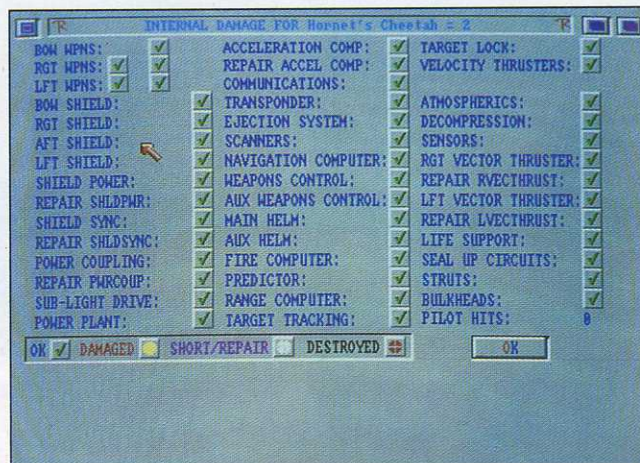 INTERNAL DAMAGE FOR Hornet's Cheetah = 2
BOW WPNS:
RGT WPNS:
LFT WPNS:
BOW SHIELD:
RGT SHIELD:
AFT SHIELD:
LFT SHIELD:
SHIELD POWER:
REPAIR SHLDPWR:
SHIELD SYNC:
REPAIR SHLDSYNC:
POWER COUPLING:
REPAIR PWRCOUP:
SUB-LIGHT DRIVE:
POWER PLANT:
ACCELERATION COMP:
REPAIR ACCEL COMP:
COMMUNICATIONS:
TRANSPONDER:
EJECTION SYSTEM:
SCANNERS:
NAVIGATION COMPUTER:
WEAPONS CONTROL:
AUX WEAPONS CONTROL:
MAIN HELM:
AUX HELM:
FIRE COMPUTER:
PREDICTOR:
RANGE COMPUTER:
TARGET TRACKING:
TARGET LOCK:
VELOCITY THRUSTERS:
ATMOSPHERICS:
DECOMPRESSION:
SENSORS:
RGT VECTOR THRUSTER:
REPAIR RVECTHRUST:
LFT VECTOR THRUSTER:
REPAIR LVECTHRUST:
LIFE SUPPORT:
SEAL UP CIRCUITS:
STRUTS:
BULKHEADS:
PILOT HITS: 0
OK DAMAGED SHORT/REPAIR DESTROYED
OK